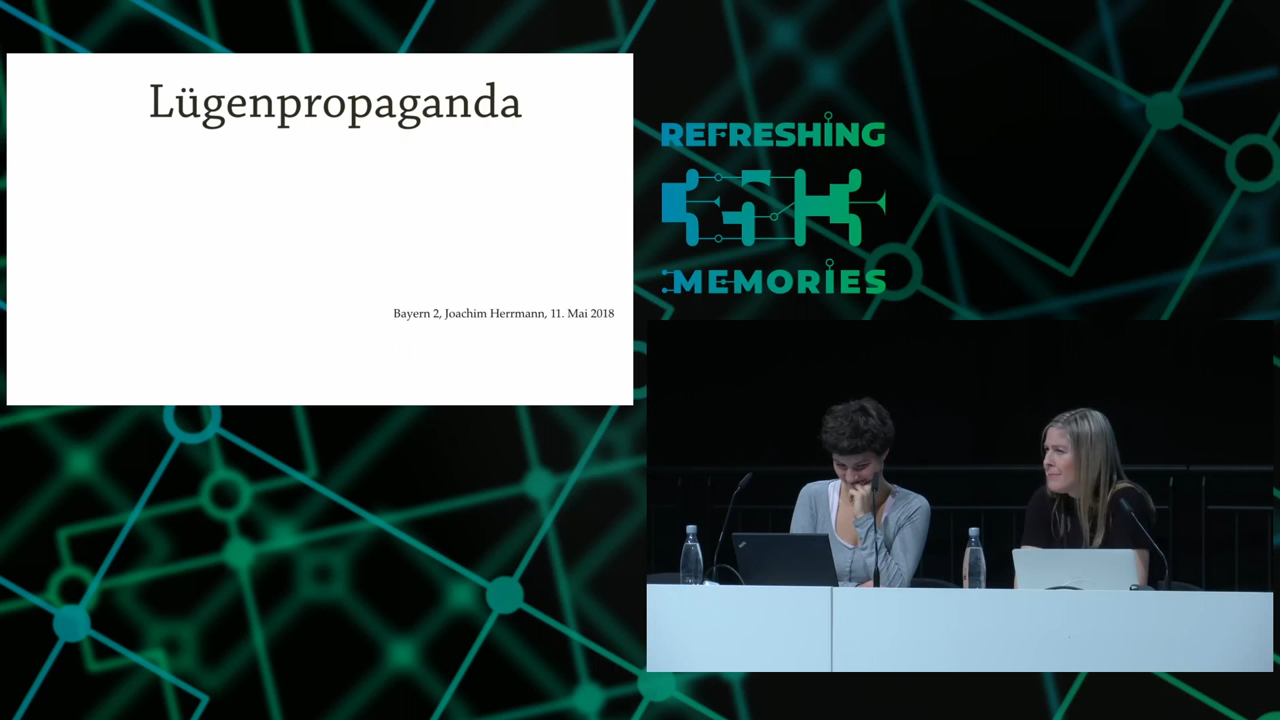 Lügenpropaganda
Bayern 2, Joachim Herrmann, 11. Mai 2018
REFRESHING
MEMORIES